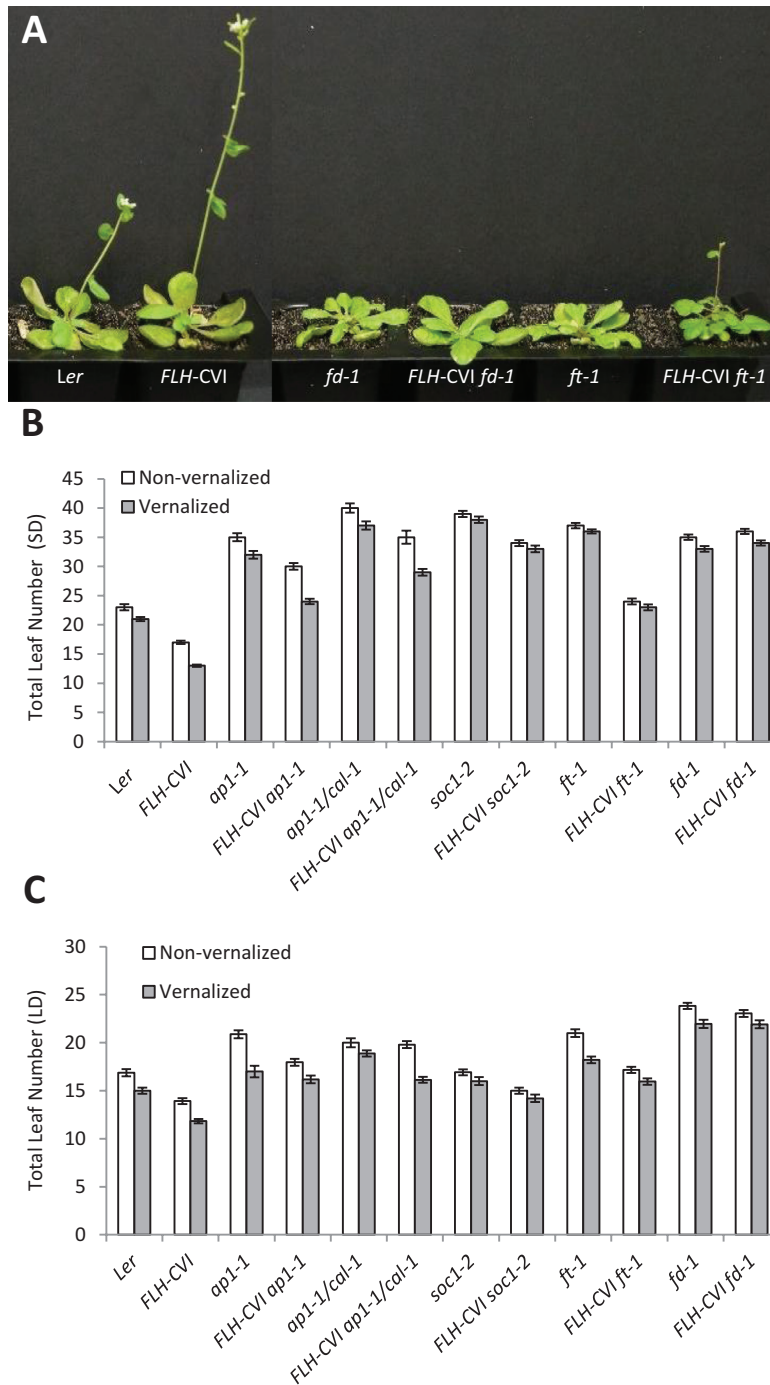 A
Ler FLH-CVI fd-1 FLH-CVI fd-1 ft-1 FLH-CVI ft-1
B
Total Leaf Number (SD)
45
40
35
30
25
20
15
10
5
0
Non-vernalized
Vernalized
Ler
FLH-CVI
ap1-1
FLH-CVI ap1-1
ap1-1/cal-1
FLH-CVI ap1-1/cal-1
soc1-2
FLH-CVI soc1-2
ft-1
FLH-CVI ft-1
fd-1
FLH-CVI fd-1
C
Total Leaf Number (LD)
30
25
20
15
10
5
0
Non-vernalized
Vernalized
Ler
FLH-CVI
ap1-1
FLH-CVI ap1-1
ap1-1/cal-1
FLH-CVI ap1-1/cal-1
soc1-2
FLH-CVI soc1-2
ft-1
FLH-CVI ft-1
fd-1
FLH-CVI fd-1